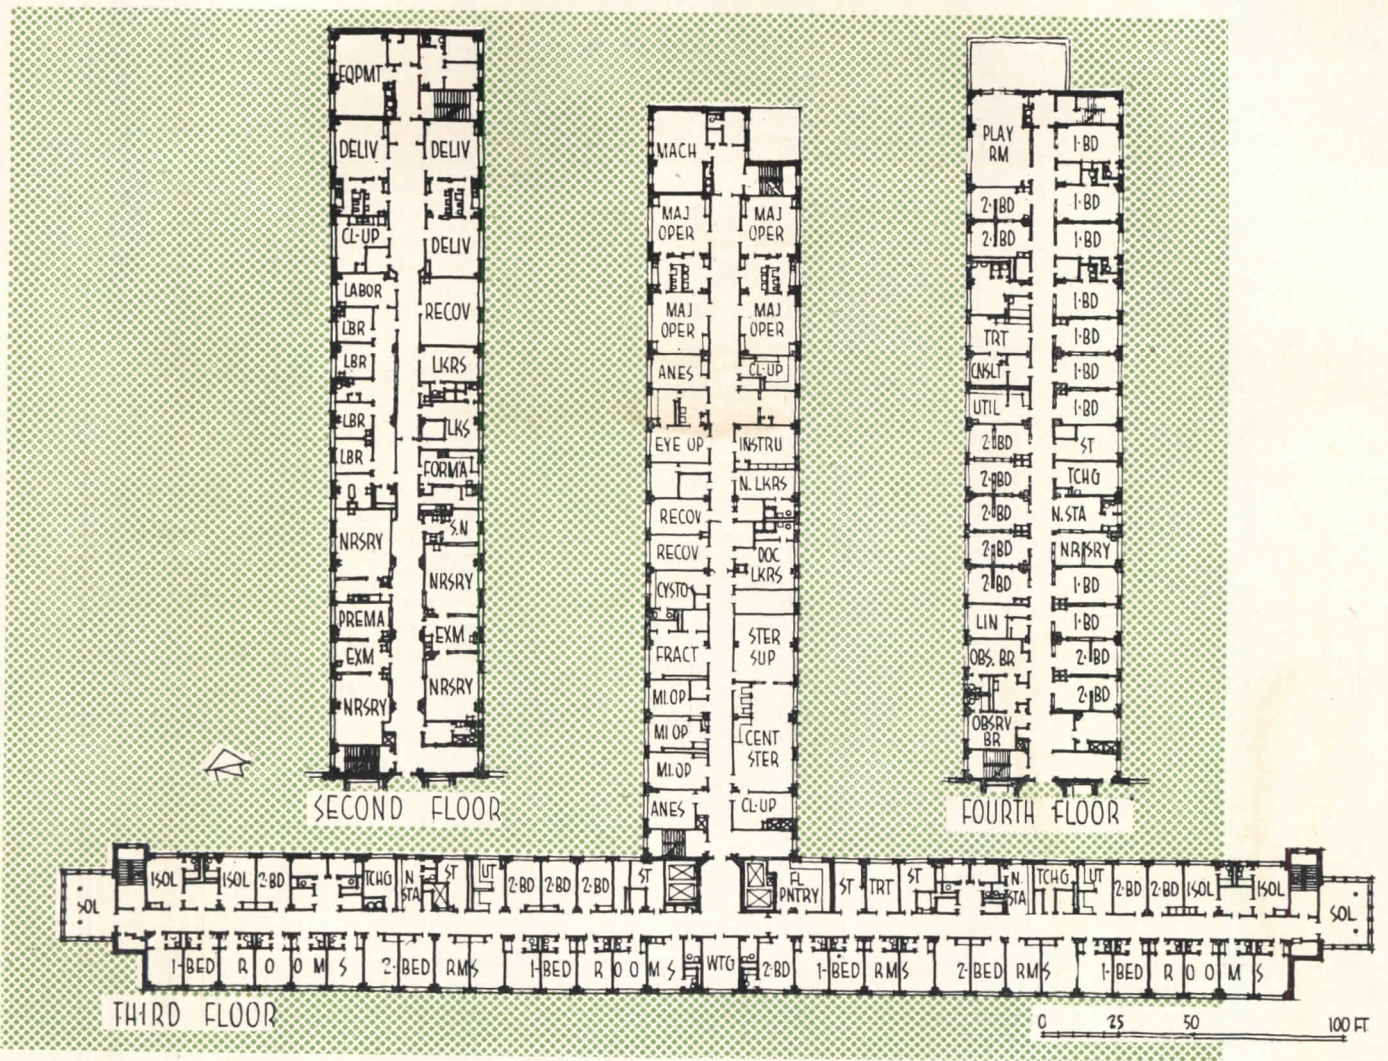 EQPMT
DELIV DELIV
CL-UP DELIV
LABOR RECOV
LBR
LBR LKRS
LBR LKS
LBR FORMA
NRSRY S.N
NRSRY
PREMA EXM
EXM
NRSRY NRSRY
SECOND FLOOR
MACH
MAJ OPER MAJ OPER
MAJ OPER MAJ OPER
ANES CL-UP
EYE OP INSTRU
N. LKRS
RECOV
RECOV DOC LKRS
CYSTO
FRACT STER SUP
MI.OP
MI OP CENT STER
MI.OP
ANES CL-UP
PLAY RM 1-BD
2-BD 1-BD
2-BD 1-BD
1-BD
TRT 1-BD
CNSLT 1-BD
UTIL 1-BD
2-BD ST
2-BD TCHG
2-BD N.STA
2-BD NRSRY
2-BD 1-BD
LIN 1-BD
OBS. BR 2-BD
2-BD
OBSRV BR
FOURTH FLOOR
SOL ISOL ISOL 2-BD TCHG N STA ST UT 2-BD 2-BD 2-BD ST FL PNTRY ST TRT ST N. STA TCHG UT 2-BD 2-BD ISOL ISOL SOL
1-BED ROOMS 2-BED RMS 1-BED ROOMS WTG 2-BD 1-BED RMS 2-BED RMS 1-BED ROOMS
THIRD FLOOR
0 25 50 100 FT.